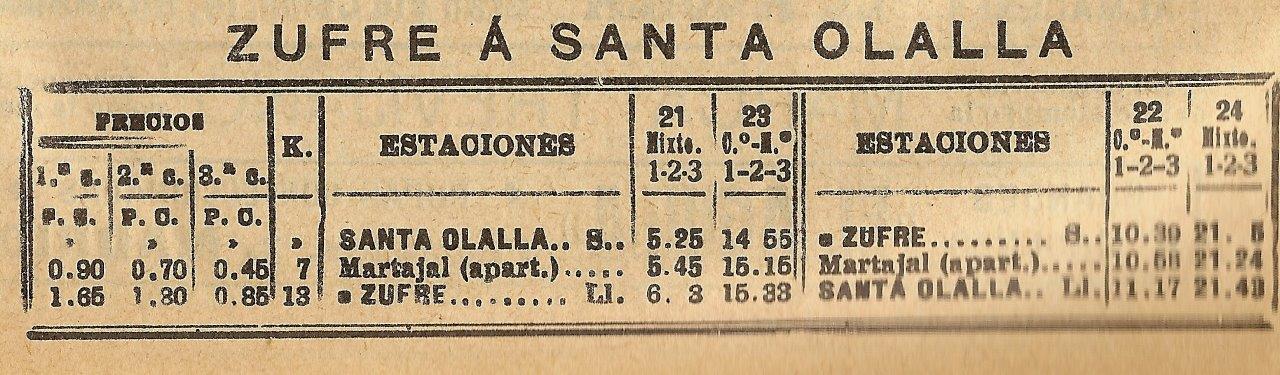 ZUFRE Á SANTA OLALLA
PRECIOS K. ESTACIONES 21 23 ESTACIONES 22 24
Mixto. C.º-M.º C.º-M.º Mixto.
1.ª c. 2.ª c. 3.ª c. 1-2-3 1-2-3 1-2-3 1-2-3
P. C. P. C. P. C.
» » » » SANTA OLALLA.. S.. 5.25 14 55 ▪ ZUFRE......... S.. 10.39 21. 5
0.90 0.70 0.45 7 Martajal (apart.)..... 5.45 15.15 Martajal (apart.)..... 10.58 21.24
1.65 0.85 13 ▪ ZUFRE......... Ll. 6. 3 15.33 SANTA OLALLA.. Ll. 11.17 21.43